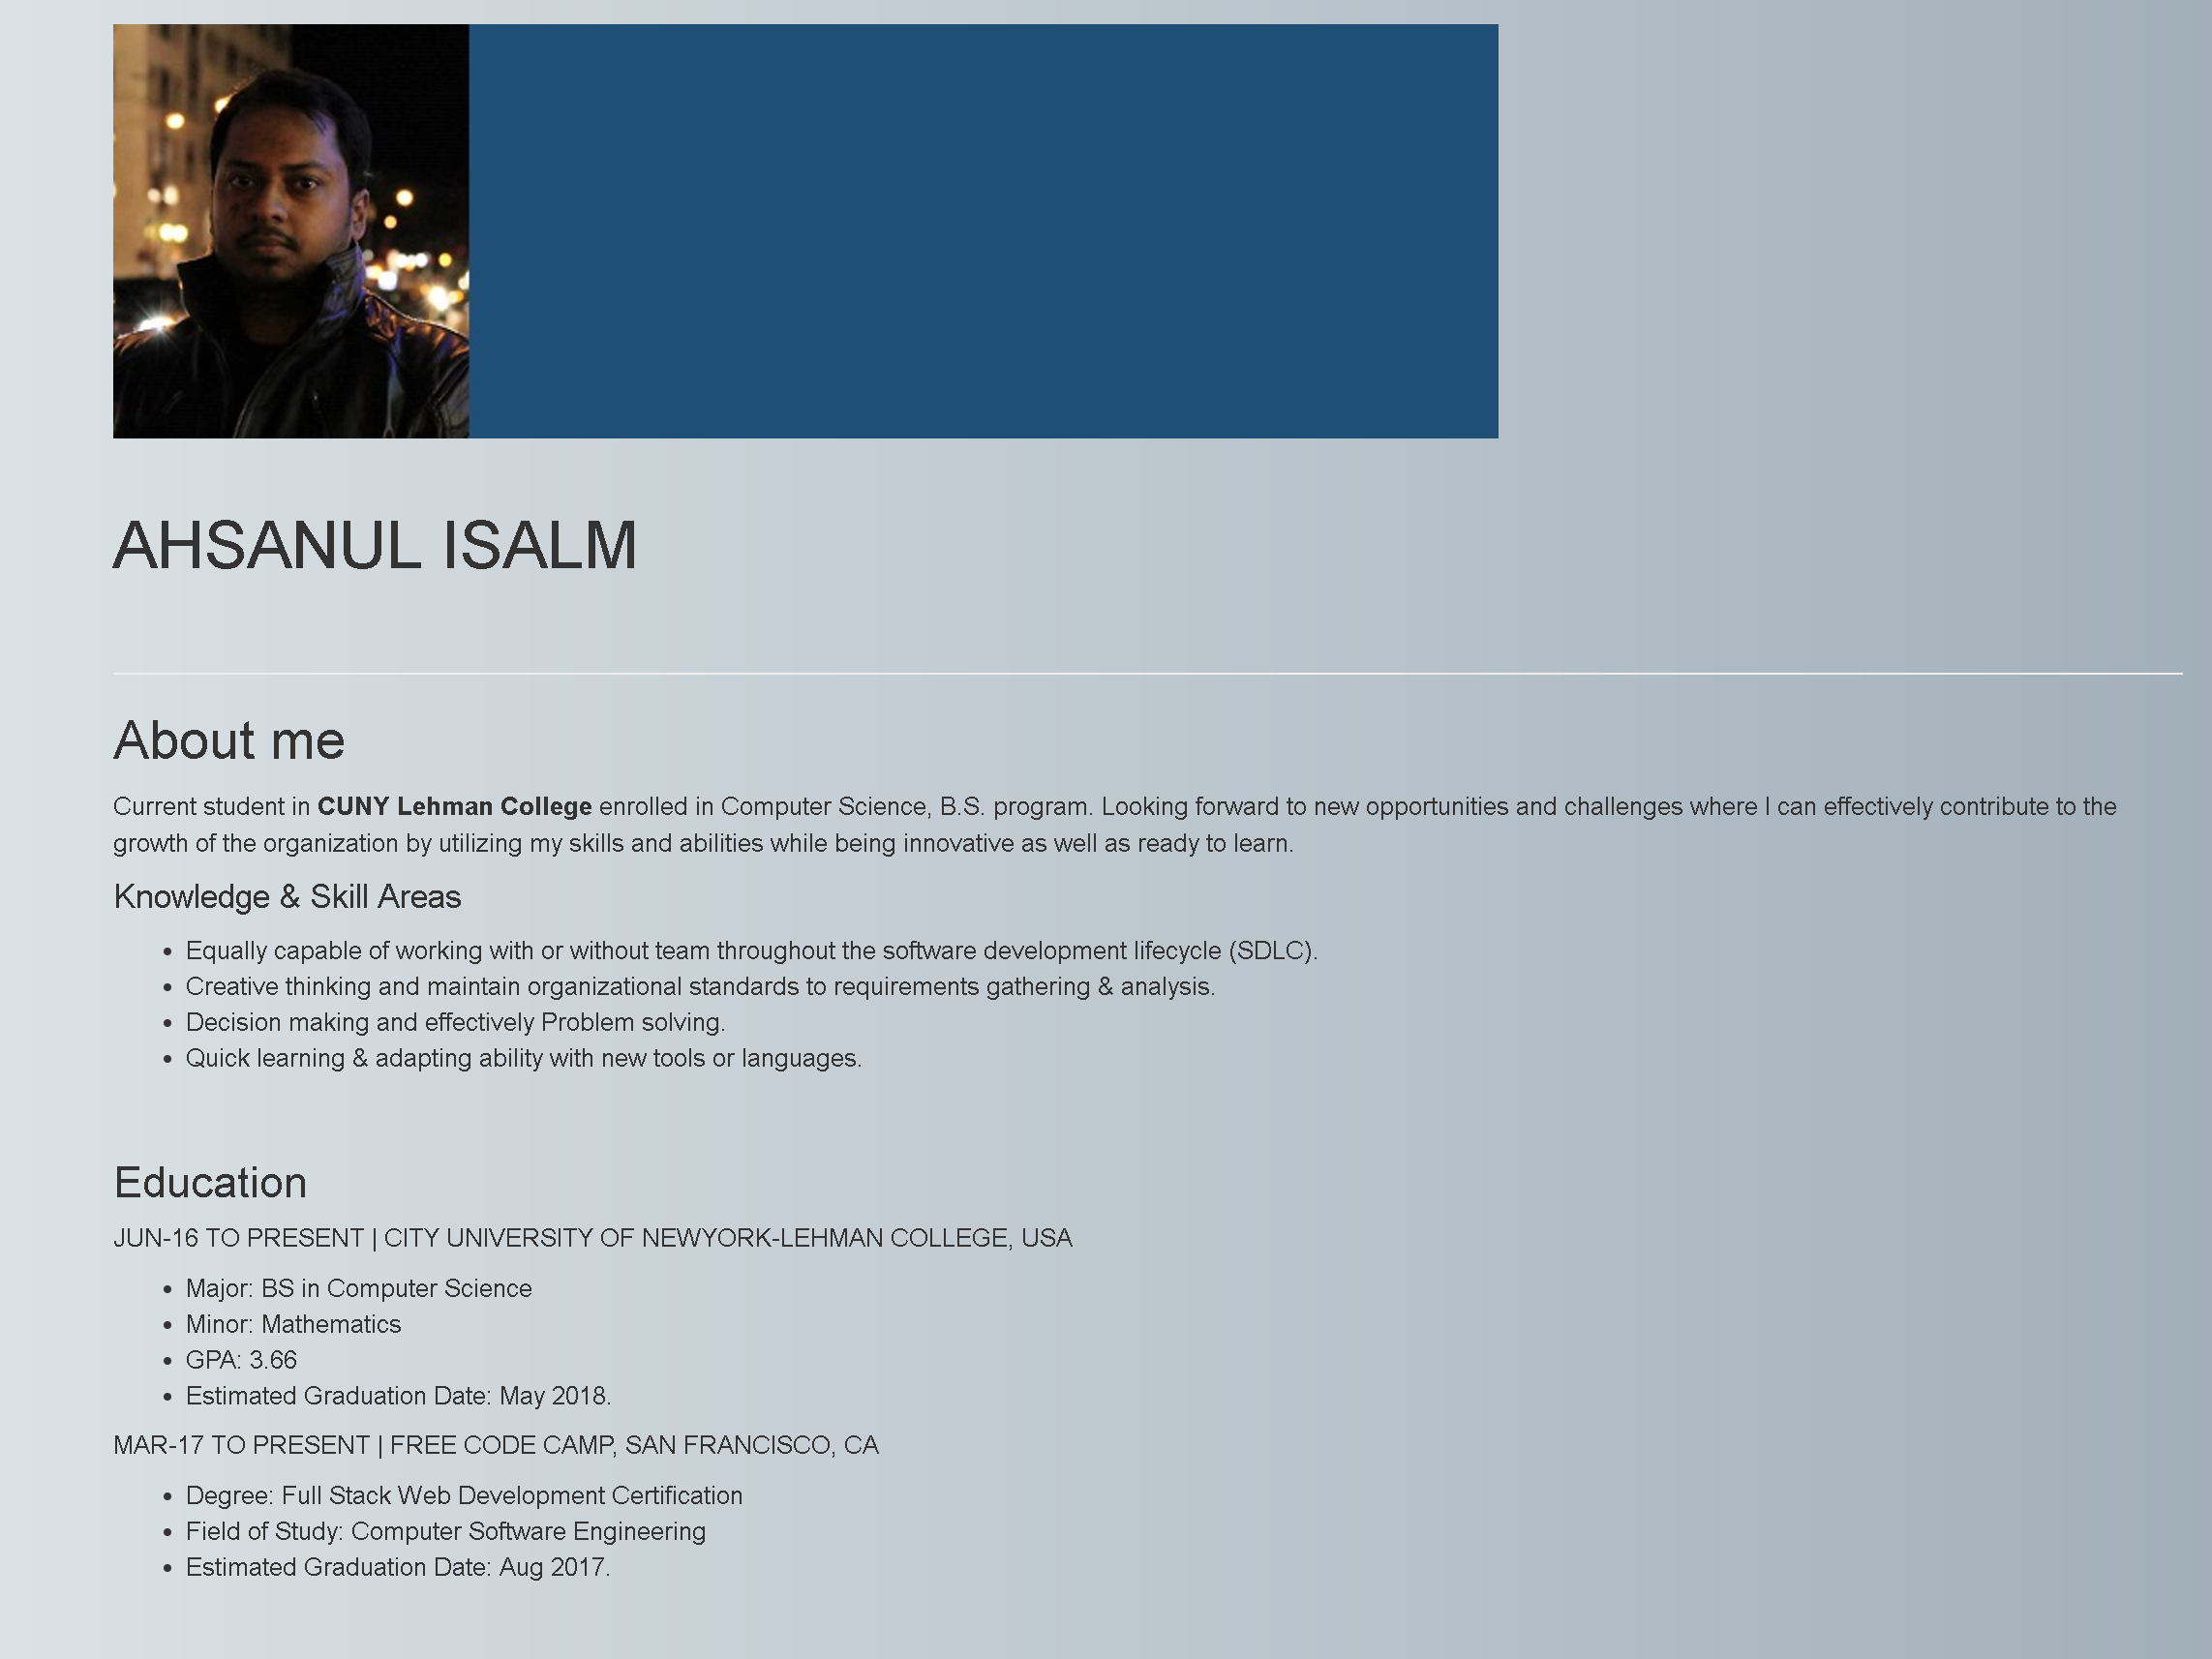 AHSANUL ISALM
About me
Current student in CUNY Lehman College enrolled in Computer Science, B.S. program. Looking forward to new opportunities and challenges where I can effectively contribute to the
growth of the organization by utilizing my skills and abilities while being innovative as well as ready to learn.
Knowledge & Skill Areas
• Equally capable of working with or without team throughout the software development lifecycle (SDLC).
• Creative thinking and maintain organizational standards to requirements gathering & analysis.
• Decision making and effectively Problem solving.
• Quick learning & adapting ability with new tools or languages.
Education
JUN-16 TO PRESENT | CITY UNIVERSITY OF NEWYORK-LEHMAN COLLEGE, USA
• Major: BS in Computer Science
• Minor: Mathematics
• GPA: 3.66
• Estimated Graduation Date: May 2018.
MAR-17 TO PRESENT | FREE CODE CAMP, SAN FRANCISCO, CA
• Degree: Full Stack Web Development Certification
• Field of Study: Computer Software Engineering
• Estimated Graduation Date: Aug 2017.